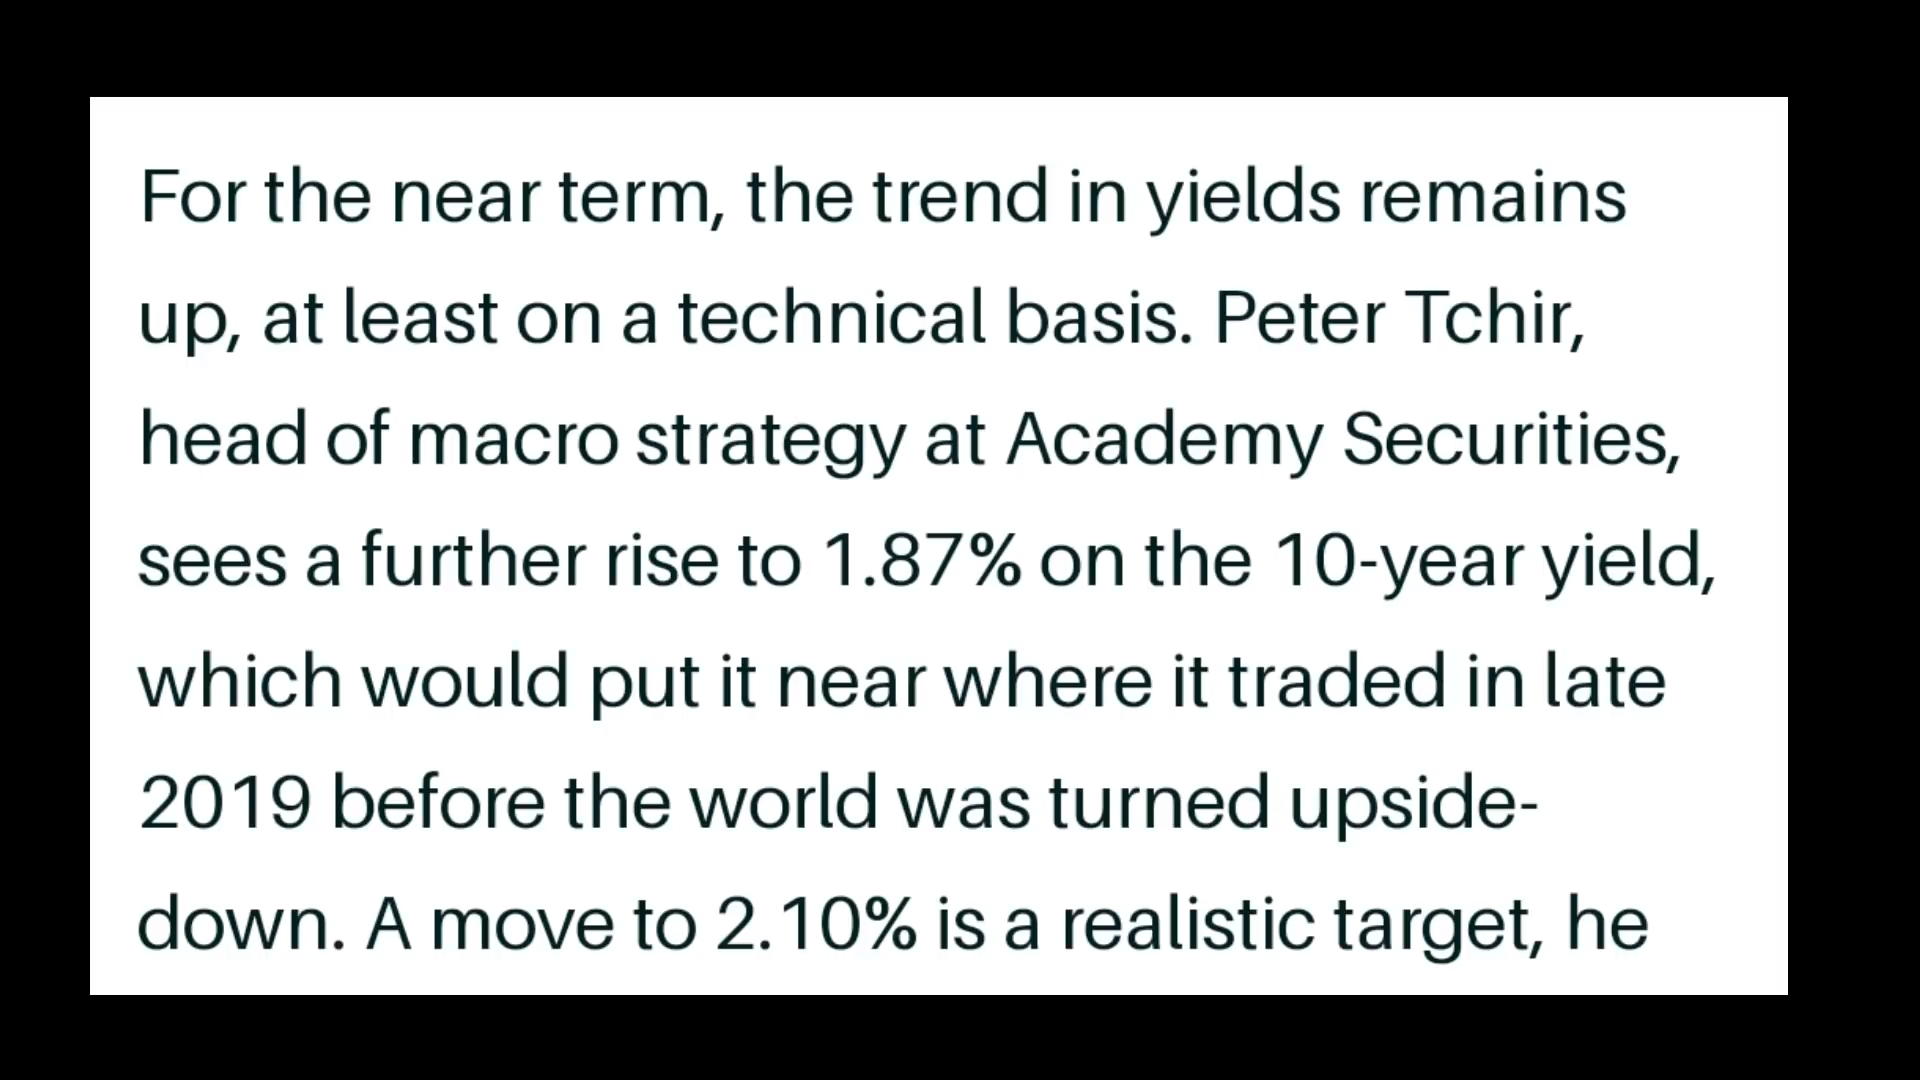 For the near term, the trend in yields remains
up, at least on a technical basis. Peter Tchir,
head of macro strategy at Academy Securities,
sees a further rise to 1.87% on the 10-year yield,
which would put it near where it traded in late
2019 before the world was turned upside-
down. A move to 2.10% is a realistic target, he